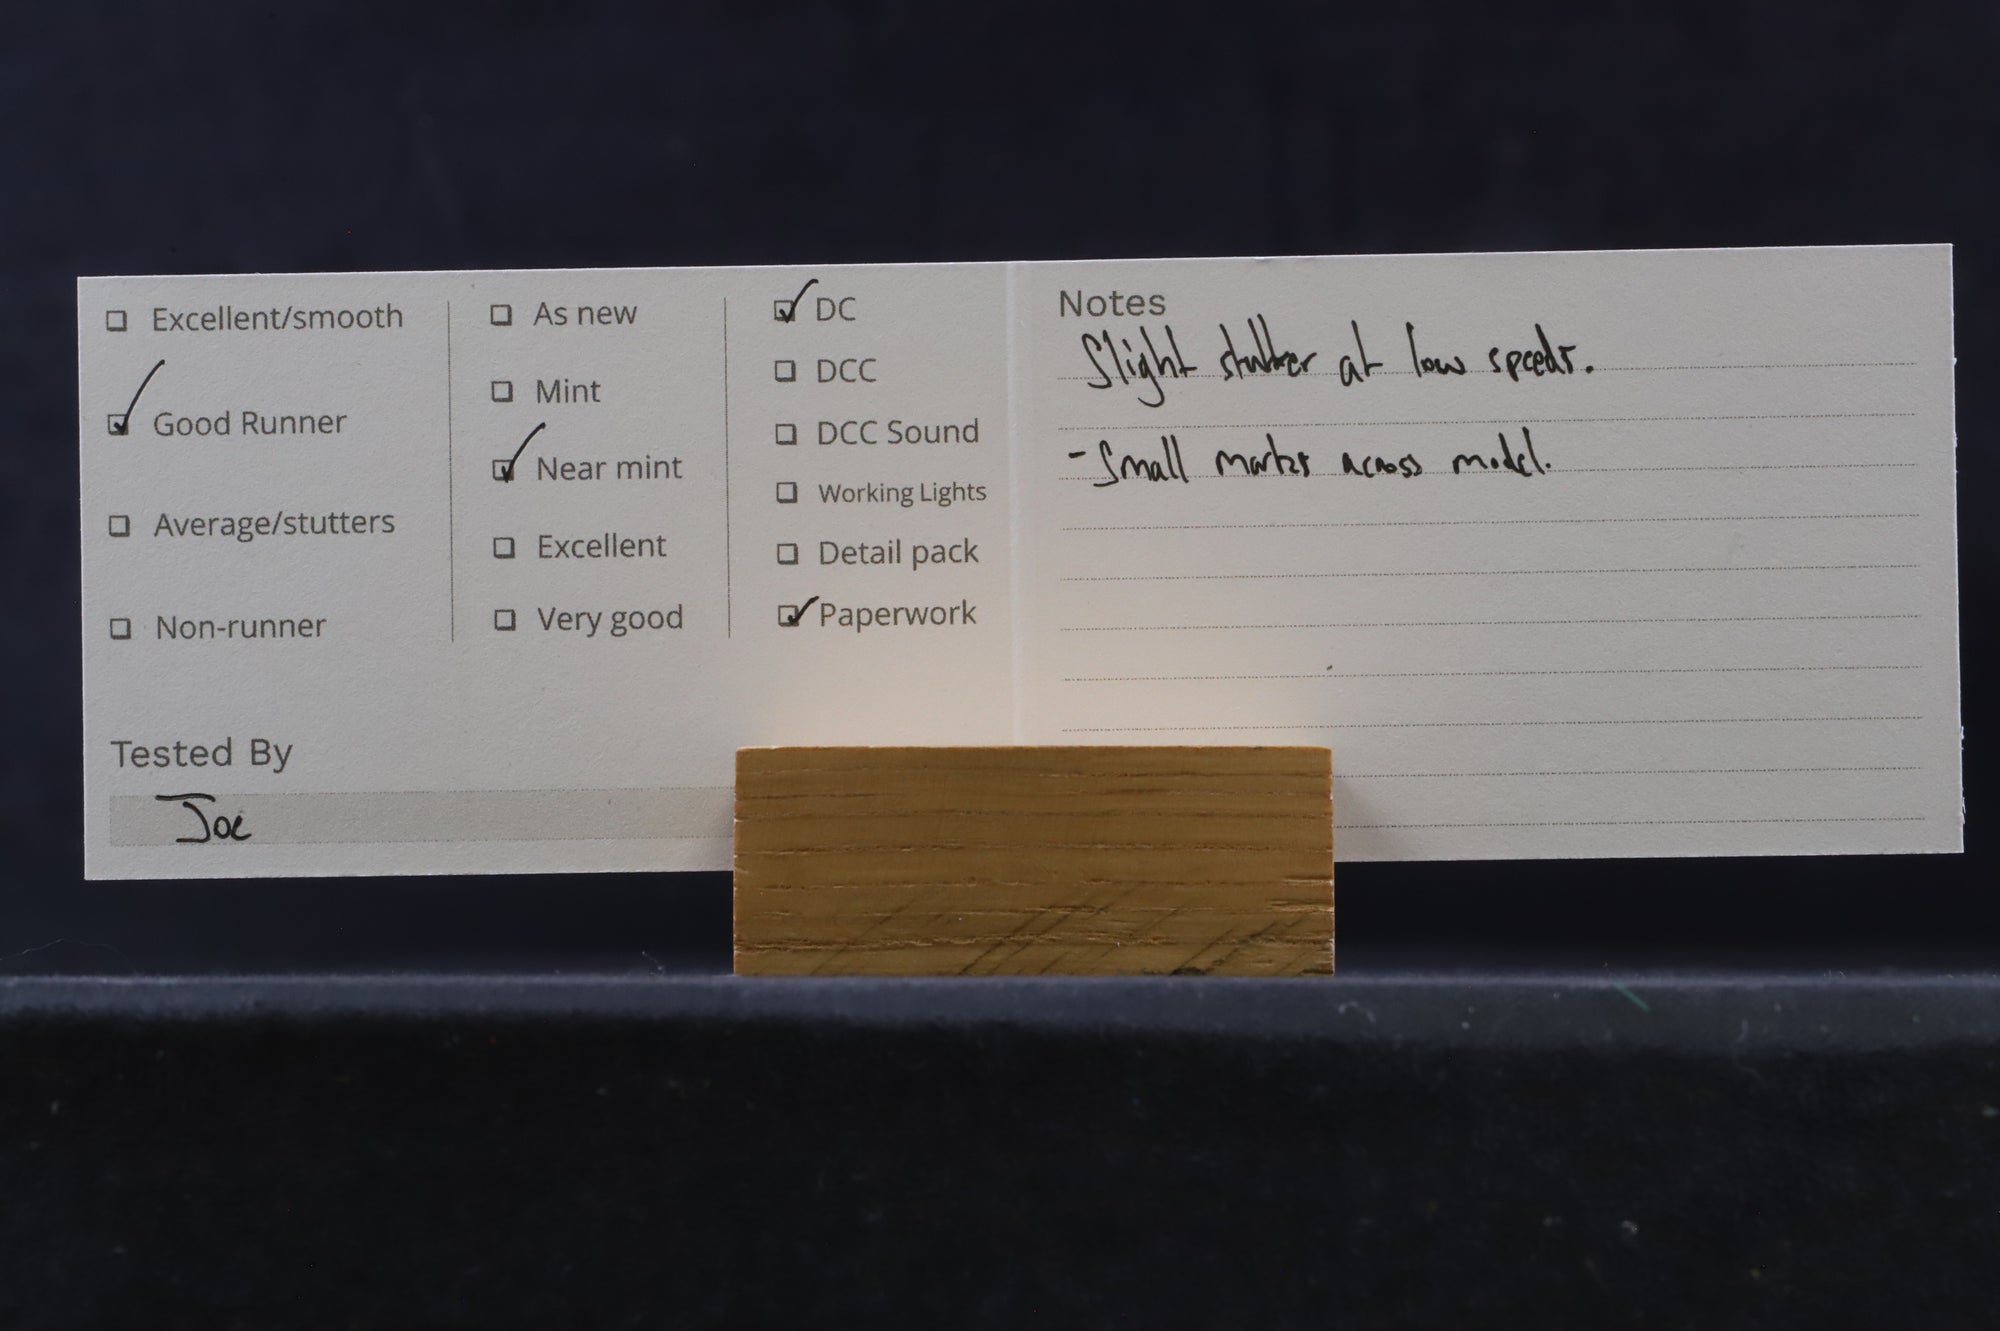 ☐ Excellent/smooth
☑ Good Runner
☐ Average/stutters
☐ Non-runner
☐ As new
☐ Mint
☑ Near mint
☐ Excellent
☐ Very good
☑ DC
☐ DCC
☐ DCC Sound
☐ Working Lights
☐ Detail pack
☑ Paperwork
Tested By
Joe
Notes
Slight stutter at low speeds.
- Small marks across model.